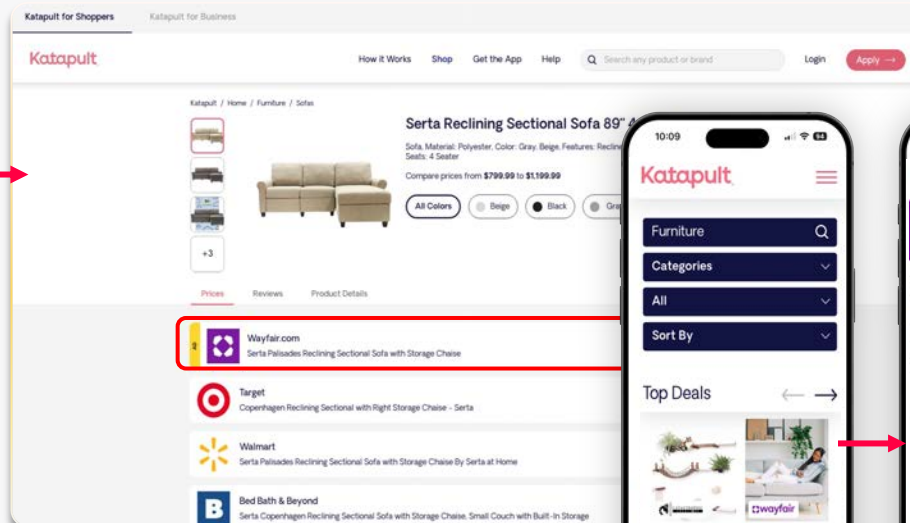 Katapult for Shoppers Katapult for Business
Katapult
How it Works Shop Get the App Help Search any product or brand Login Apply →
Katapult / Home / Furniture / Sofas
Serta Reclining Sectional Sofa 89"
Sofa, Material: Polyester, Color: Gray, Beige, Features:
Seats: 4 Seater
Compare prices from $799.99 to $1,199.99
All Colors Beige Black
+3
Prices Reviews Product Details
Wayfair.com
Serta Palisades Reclining Sectional Sofa with Storage Chaise
Target
Copenhagen Reclining Sectional with Right Storage Chaise - Serta
Walmart
Serta Palisades Reclining Sectional Sofa with Storage Chaise By Serta at Home
B
Bed Bath & Beyond
Serta Copenhagen Reclining Sectional Sofa with Storage Chaise, Small Couch with Built-In Storage
10:09
Katapult
Furniture
Categories
All
Sort By
Top Deals ← →
wayfair